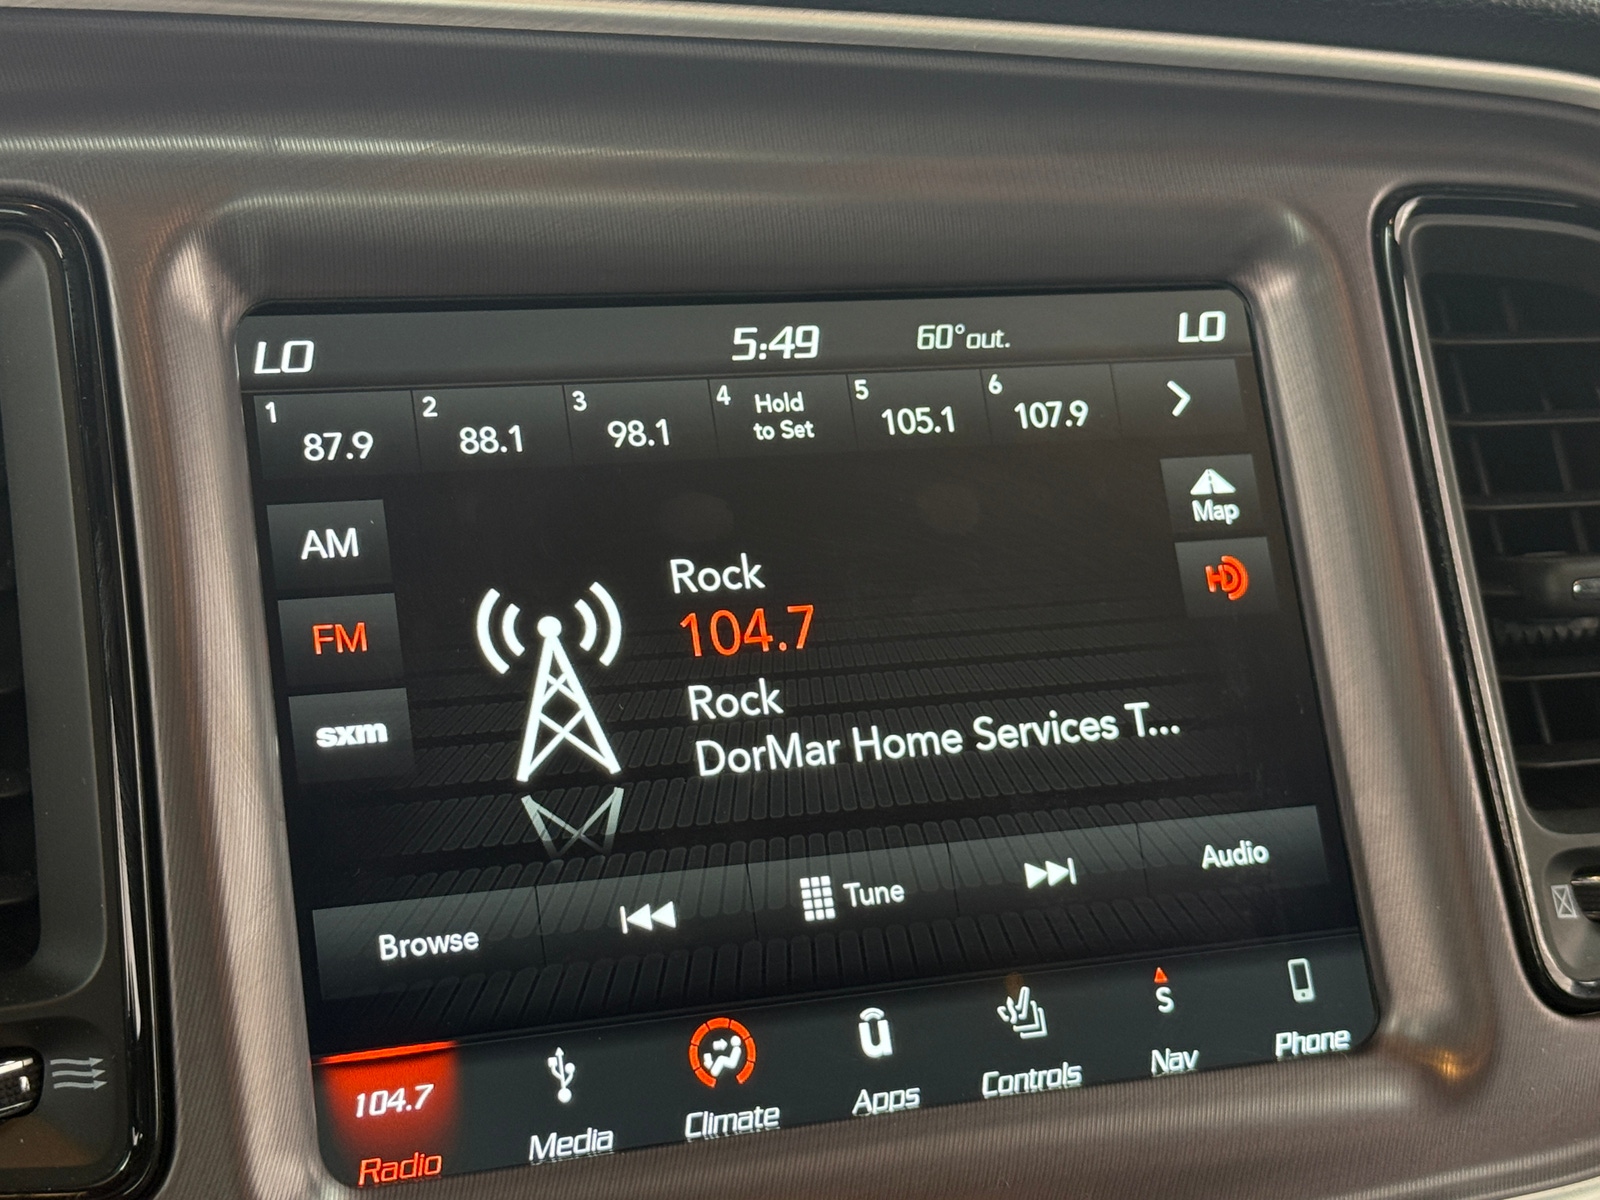 LO
5:49
60° out.
LO
1
87.9
2
88.1
3
98.1
4
Hold
to Set
5
105.1
6
107.9
Map
AM
HD
FM
sxm
Rock
104.7
Rock
DorMar Home Services T...
Browse
Tune
Audio
104.7
Radio
Media
Climate
u
Apps
Controls
S
Nav
Phone